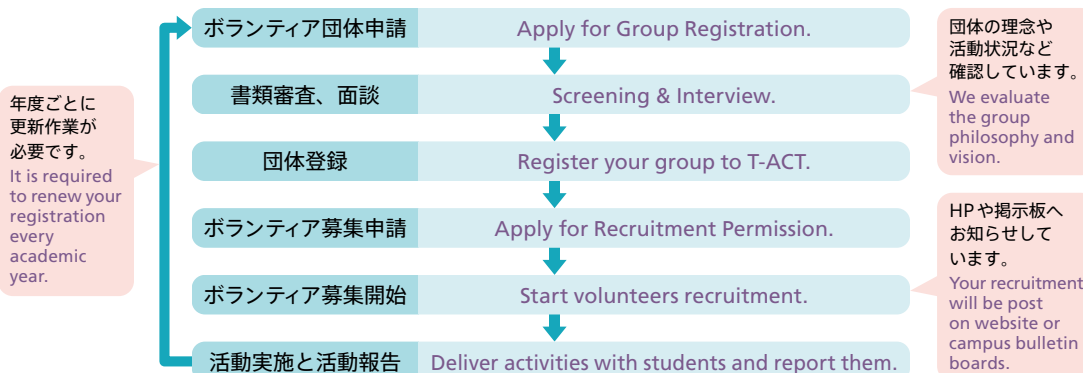 ボランティア団体申請 Apply for Group Registration.
書類審査、面談 Screening & Interview.
団体登録 Register your group to T-ACT.
ボランティア募集申請 Apply for Recruitment Permission.
ボランティア募集開始 Start volunteers recruitment.
活動実施と活動報告 Deliver activities with students and report them.
年度ごとに
更新作業が
必要です。
It is required
to renew your
registration
every
academic
year.
団体の理念や
活動状況など
確認しています。
We evaluate
the group
philosophy and
vision.
HPや掲示板へ
お知らせして
います。
Your recruitment
will be post
on website or
campus bulletin
boards.